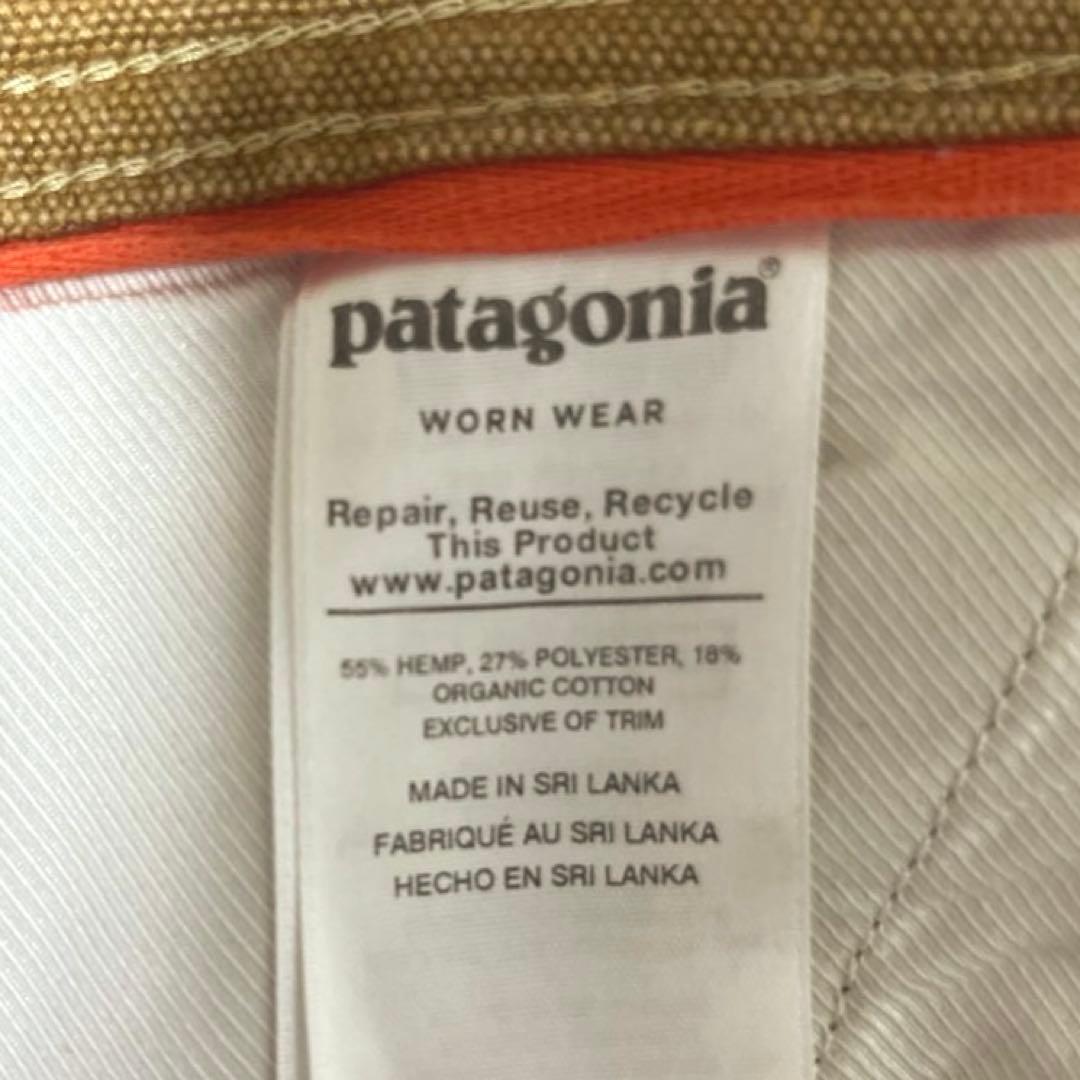 patagonia®
WORN WEAR
Repair, Reuse, Recycle
This Product
www.patagonia.com
55% HEMP, 27% POLYESTER, 18%
ORGANIC COTTON
EXCLUSIVE OF TRIM
MADE IN SRI LANKA
FABRIQUÉ AU SRI LANKA
HECHO EN SRI LANKA